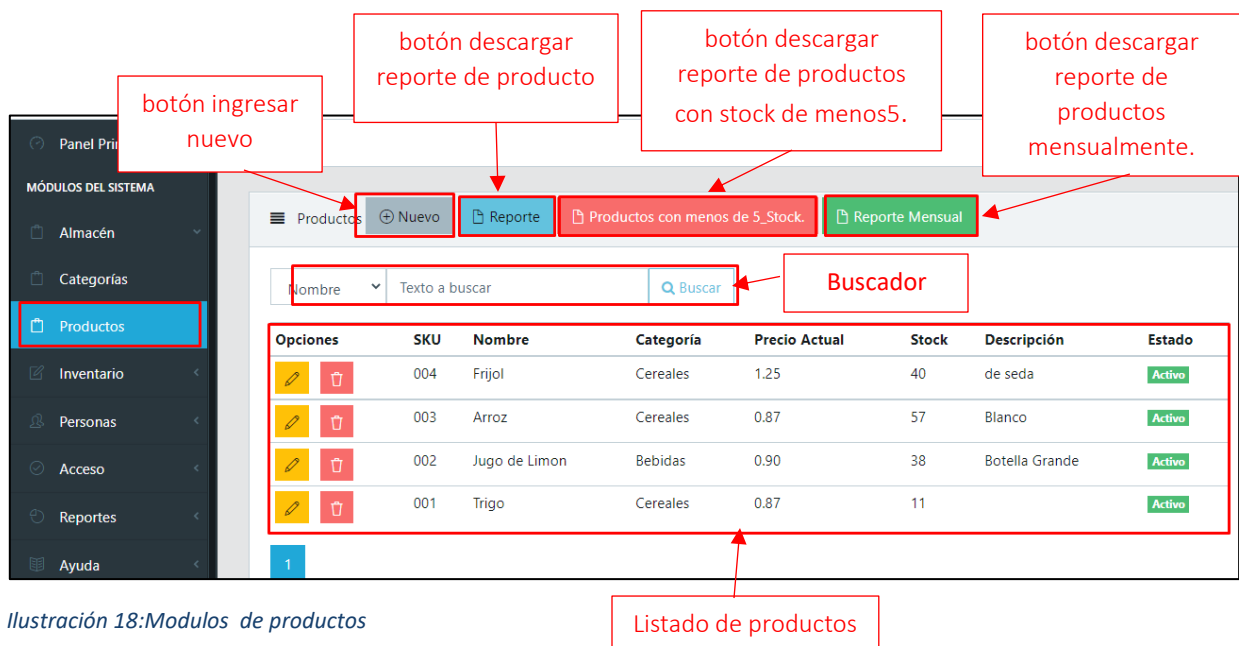 botón descargar
reporte de producto
botón descargar
reporte de productos
con stock de menos5.
botón descargar
reporte de
productos
mensualmente.
botón ingresar
nuevo
Panel Prin
MÓDULOS DEL SISTEMA
Almacén
Categorías
Productos
Inventario
Personas
Acceso
Reportes
Ayuda
Productos Nuevo Reporte Productos con menos de 5_Stock. Reporte Mensual
Nombre Texto a buscar Buscar
Buscador
Opciones SKU Nombre Categoría Precio Actual Stock Descripción Estado
004 Frijol Cereales 1.25 40 de seda Activo
003 Arroz Cereales 0.87 57 Blanco Activo
002 Jugo de Limon Bebidas 0.90 38 Botella Grande Activo
001 Trigo Cereales 0.87 11 Activo
1
Ilustración 18:Modulos de productos
Listado de productos